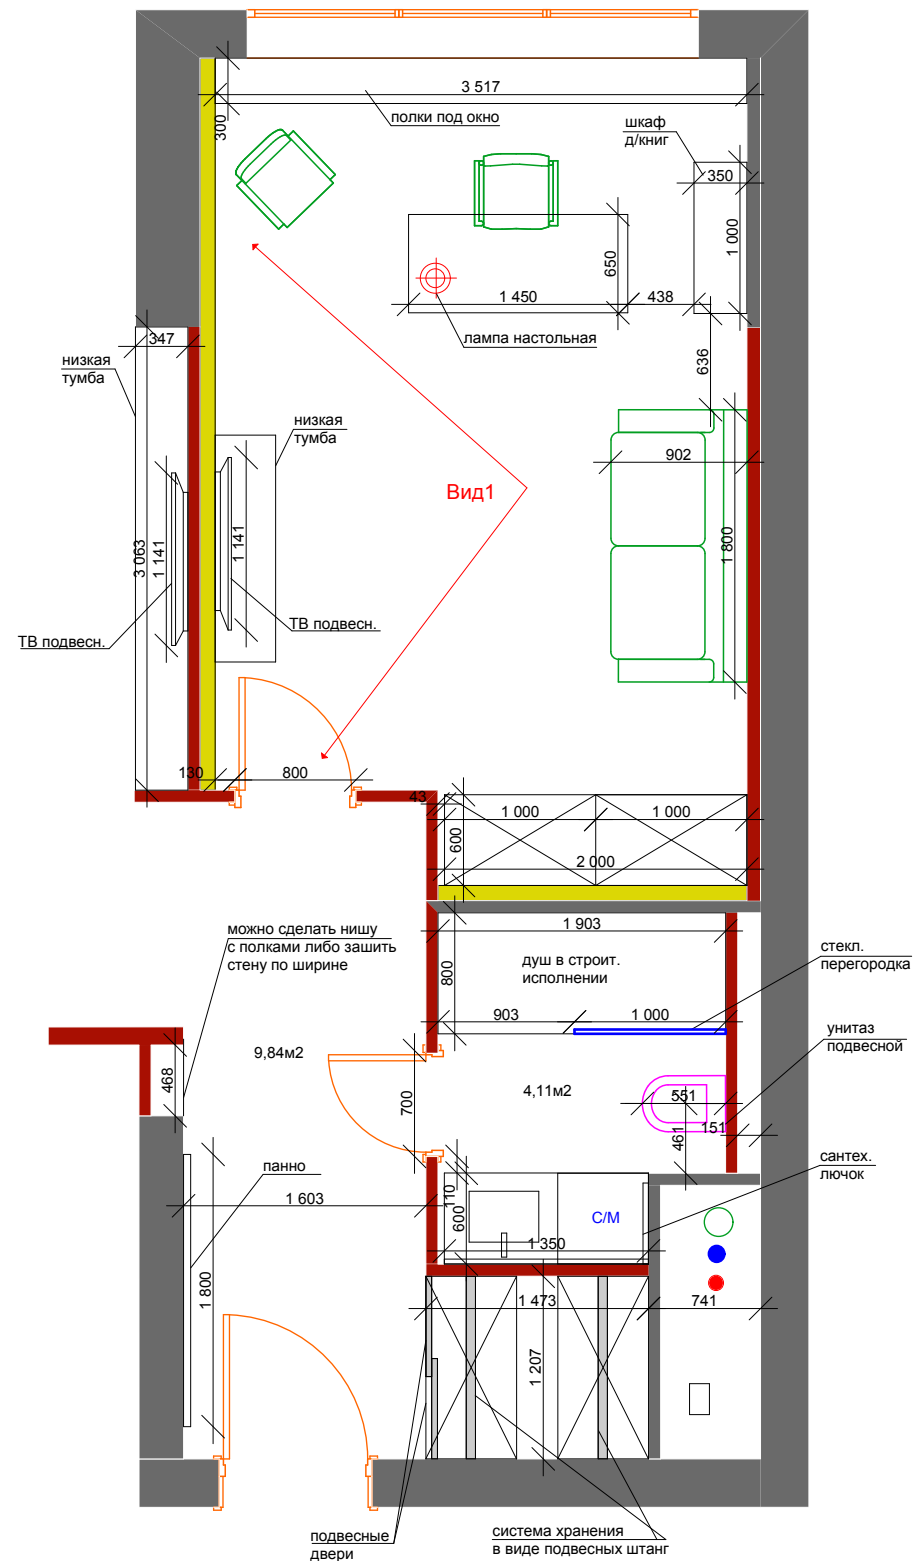 3 517
полки под окно
300
шкаф
д/книг
350
1 000
650
1 450
438
лампа настольная
636
347
низкая
тумба
низкая
тумба
902
Вид1
1 800
3 063
1 141
1 141
ТВ подвесн.
ТВ подвесн.
130
800
43
1 000
1 000
600
2 000
можно сделать нишу
с полками либо зашить
стену по ширине
1 903
800
душ в строит.
исполнении
стекл.
перегородка
903
1 000
унитаз
подвесной
9,84м2
468
700
4,11м2
551
151
461
панно
сантех.
лючок
1 603
110
600
С/М
1 350
1 800
1 473
741
1 207
подвесные
двери
система хранения
в виде подвесных штанг